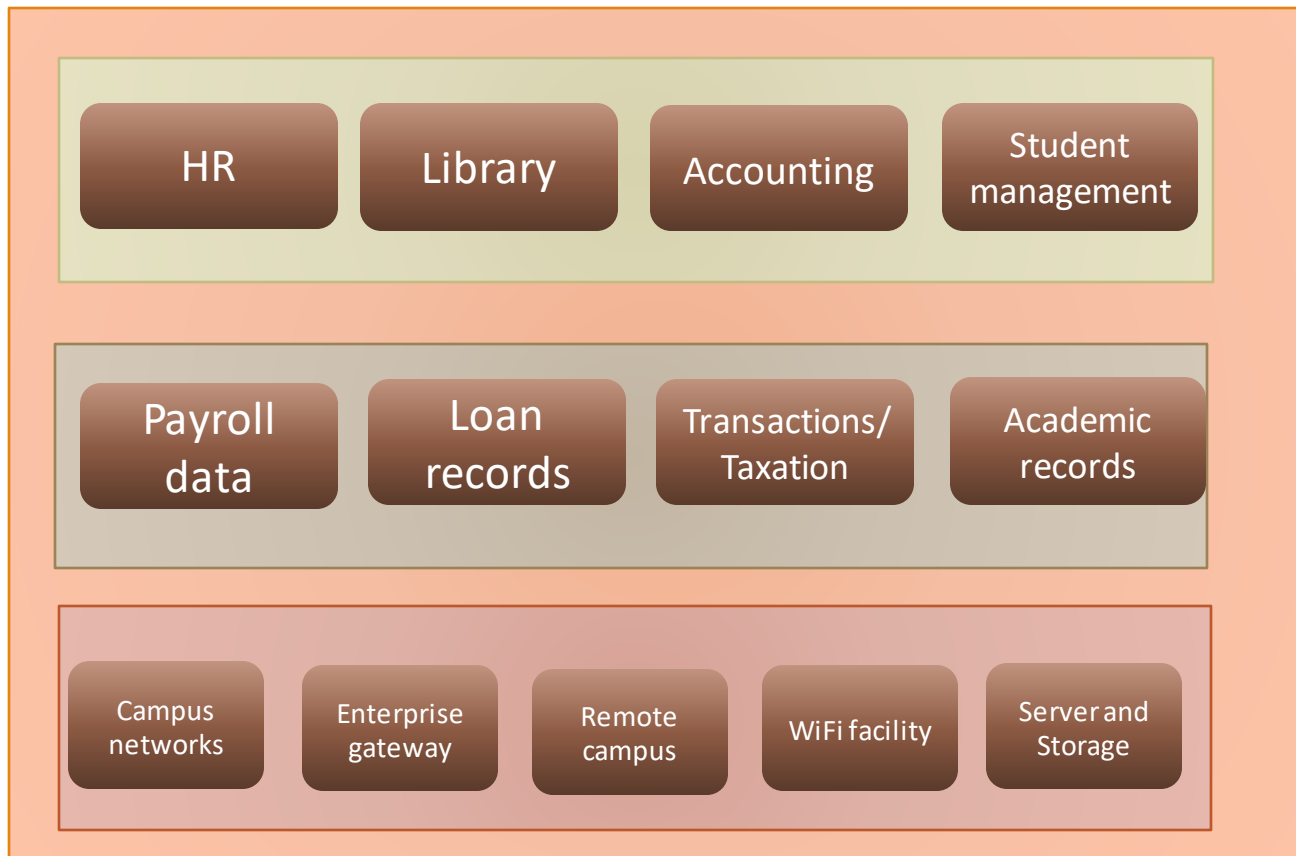 HR
Library
Accounting
Student
management
Payroll
data
Loan
records
Transactions/
Taxation
Academic
records
Campus
networks
Enterprise
gateway
Remote
campus
WiFi facility
Server and
Storage